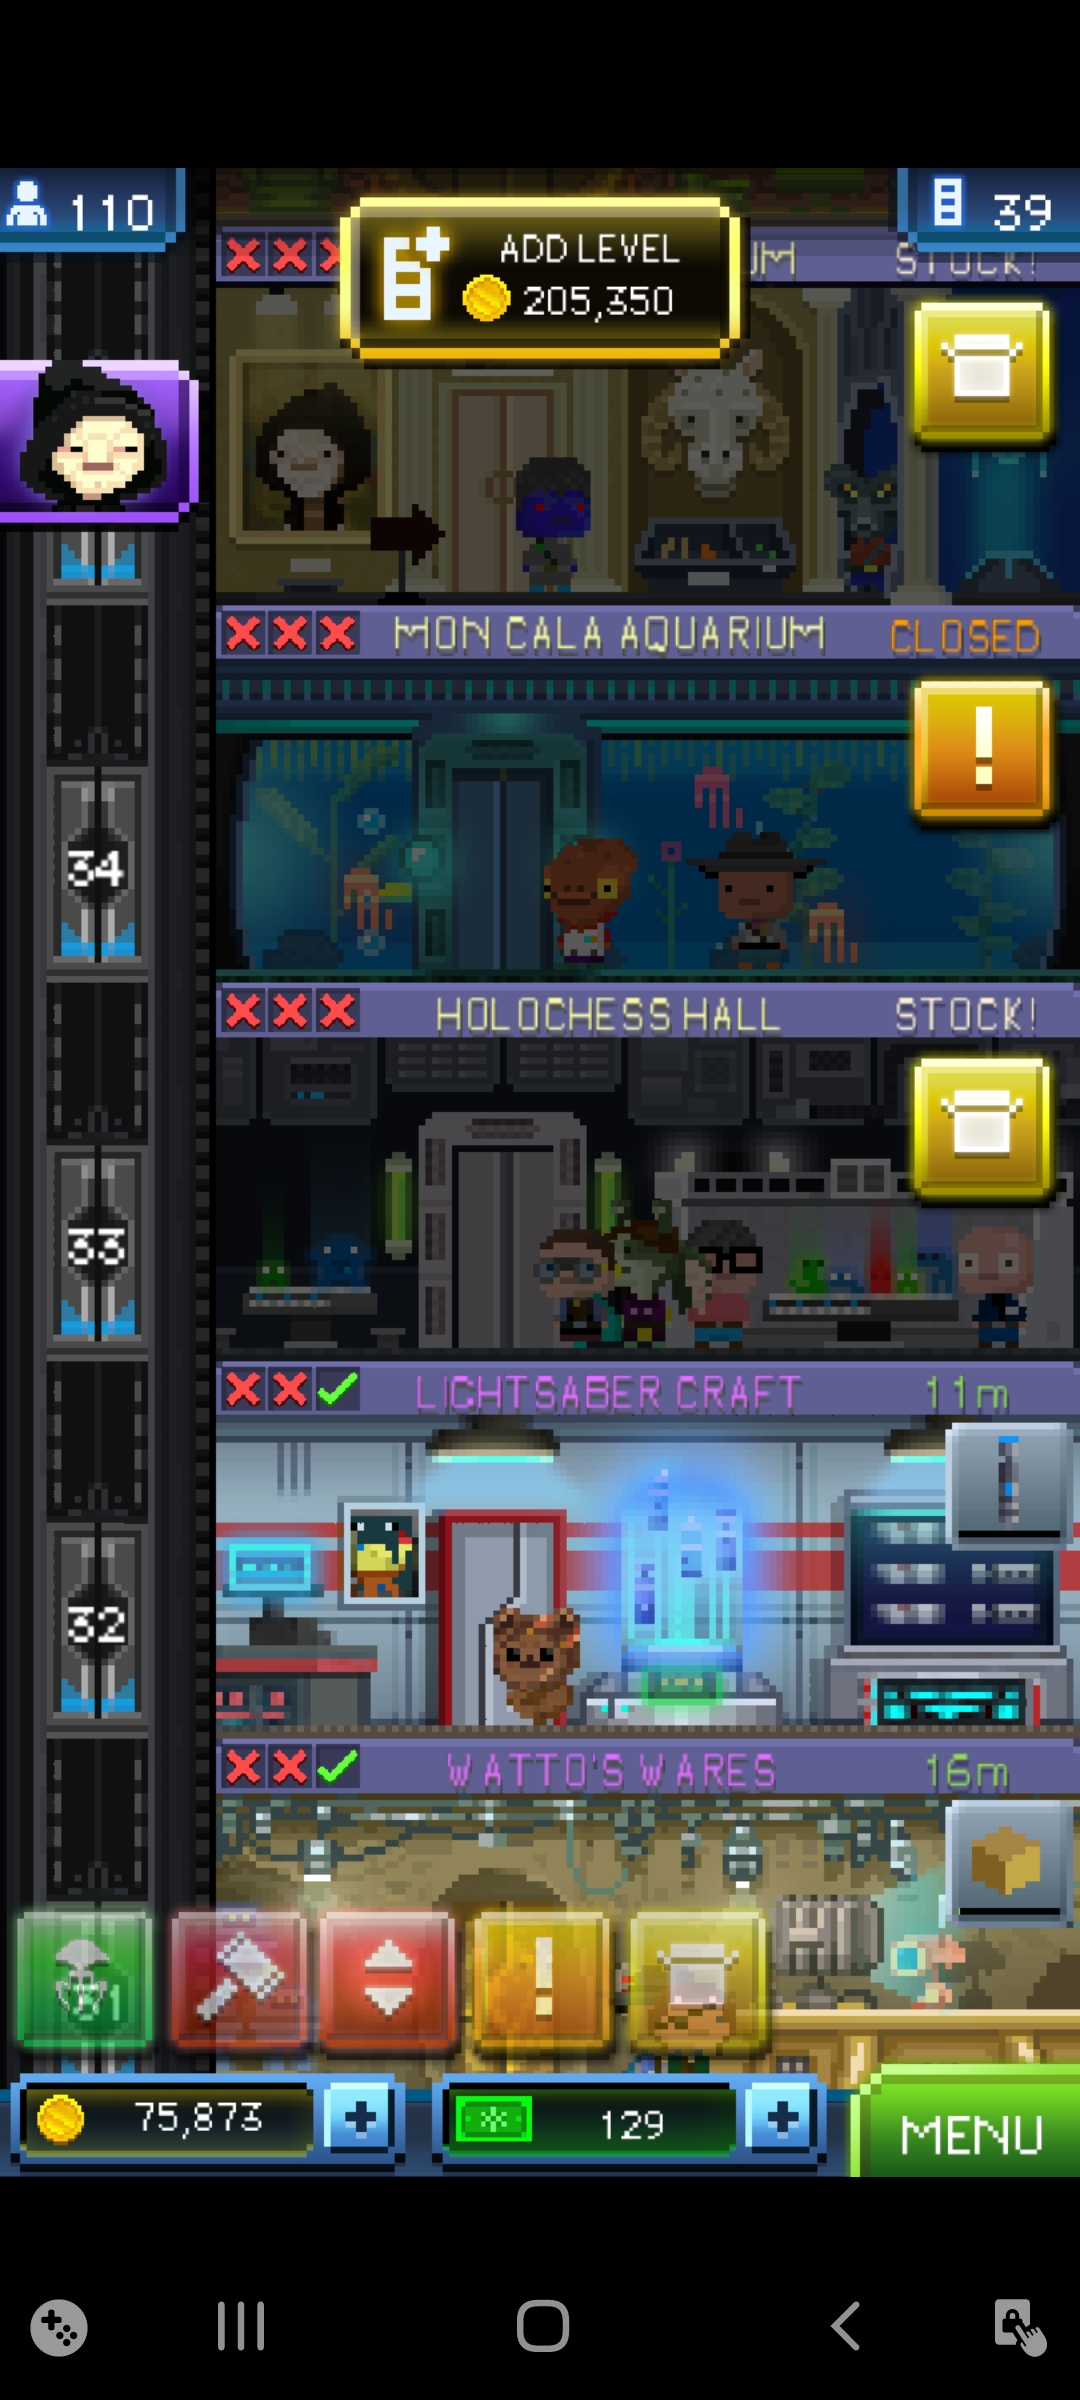 110
39
ADD LEVEL
205,350
UM STOCK!
MON CALA AQUARIUM CLOSED
!
34
HOLOCHESS HALL STOCK!
33
LIGHTSABER CRAFT 11m
32
WATTO'S WARES 16m
!
75,873
129
MENU